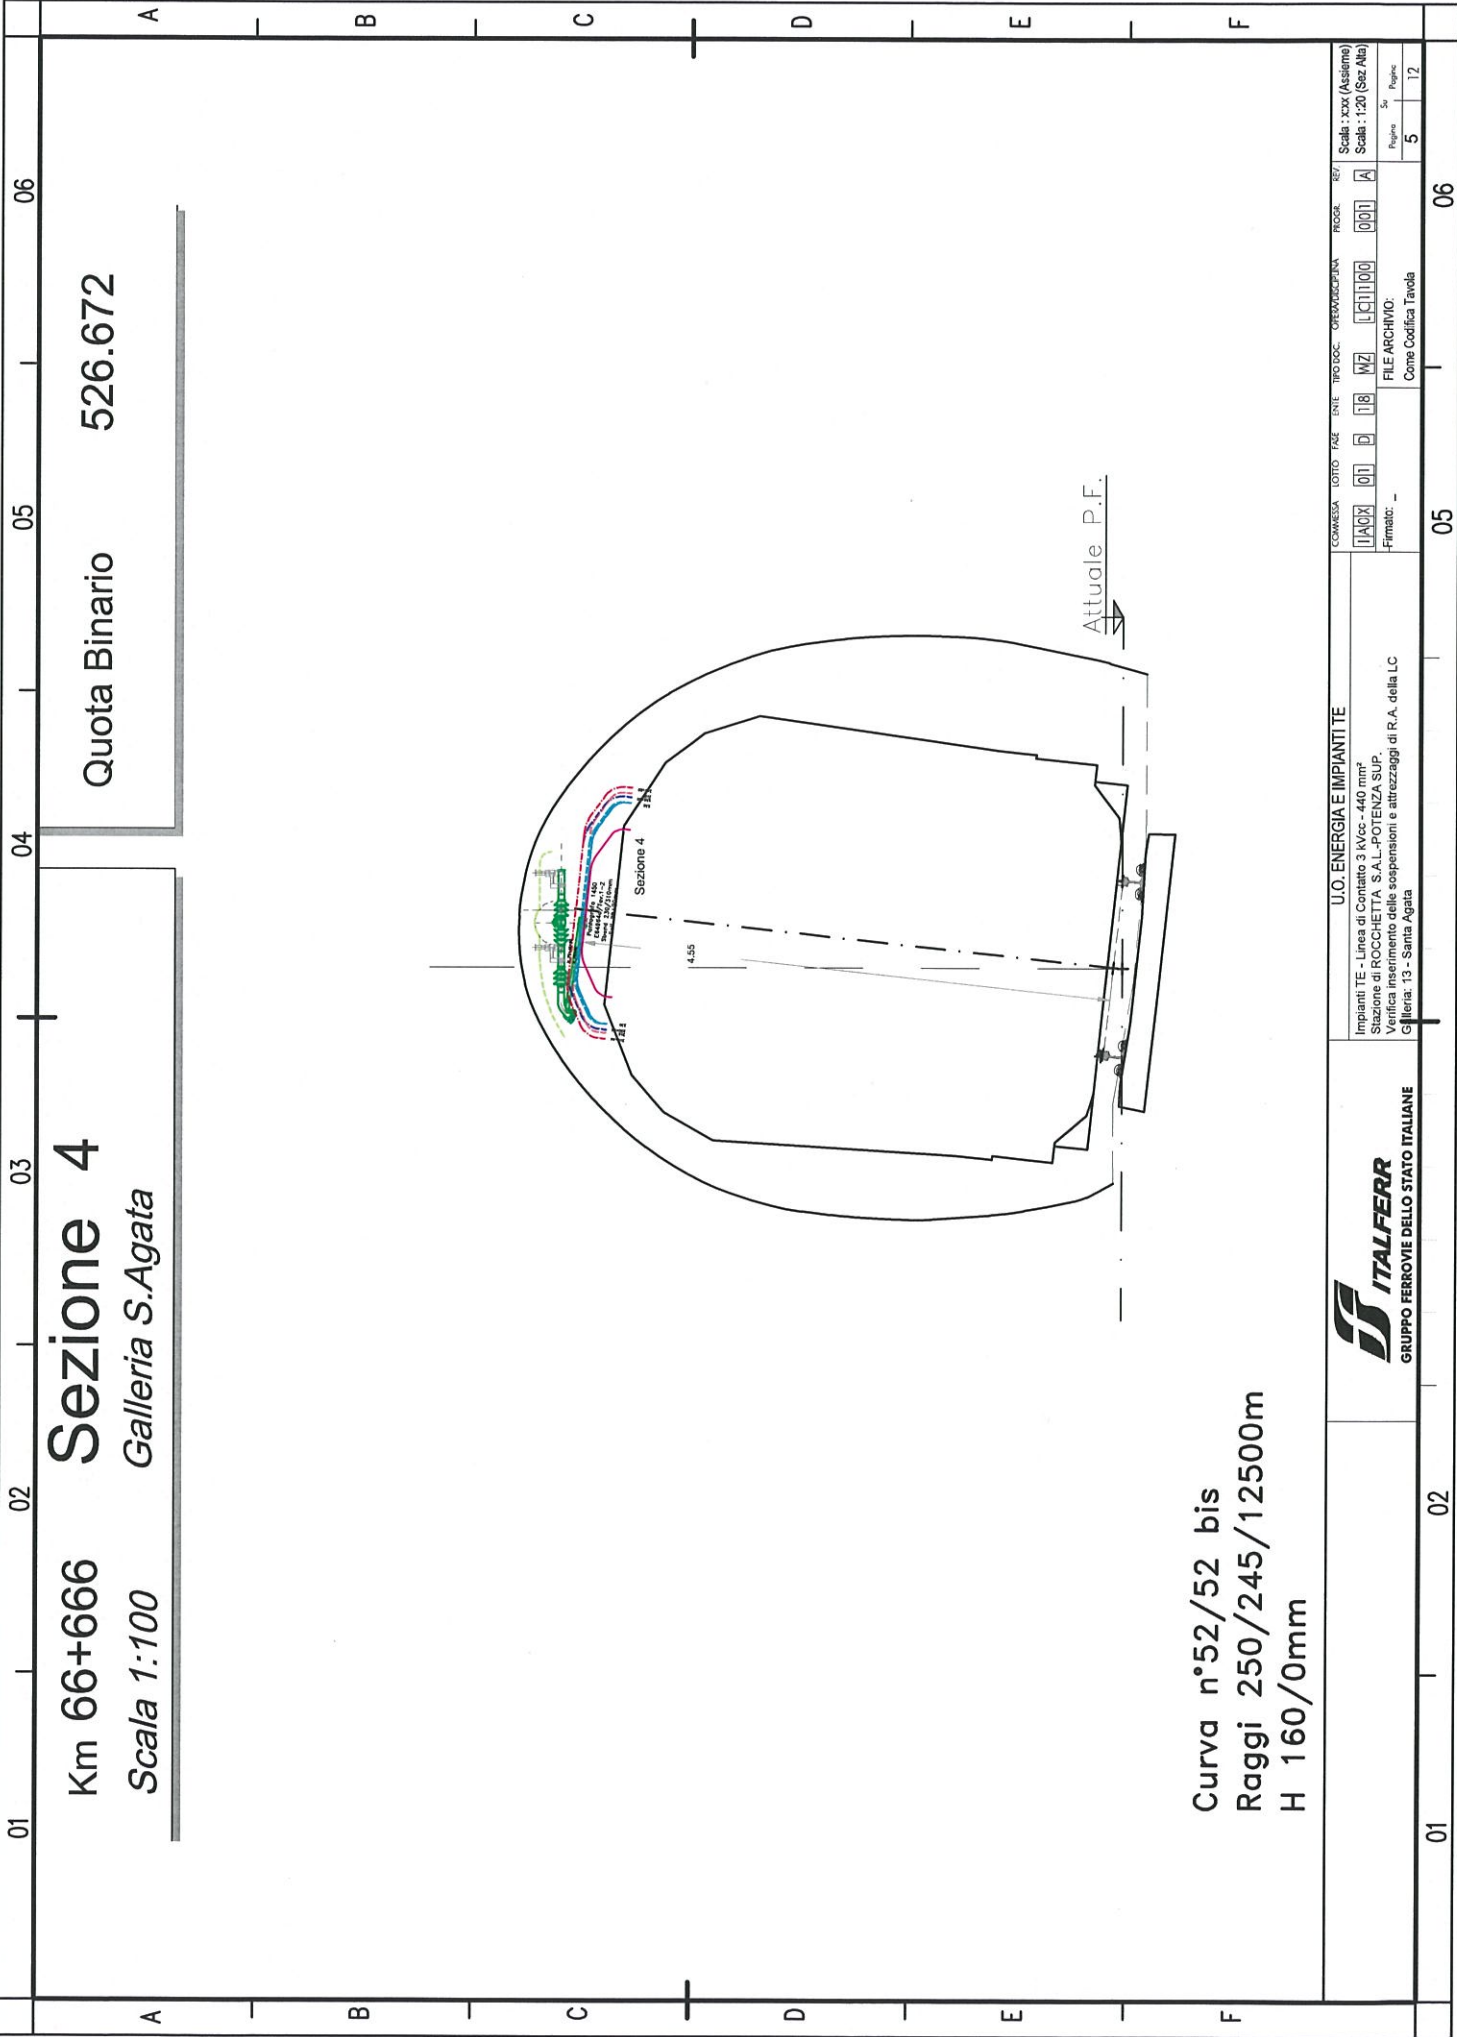 01 02 03 04 05 06
A
B
C
D
E
F
A
B
C
D
E
F
Km 66+666 Sezione 4
Scala 1:100 Galleria S.Agata
Quota Binario 526.672
Sezione 4
4.55
Attuale P.F.
Curva n°52/52 bis
Raggi 250/245/12500m
H 160/0mm
ITALFERR
GRUPPO FERROVIE DELLO STATO ITALIANE
U.O. ENERGIA E IMPIANTI TE
Impianti TE - Linea di Contatto 3 kVcc - 440 mm²
Stazione di ROCCHETTA S.A.L.-POTENZA SUP.
Verifica inserimento delle sospensioni e attrezzaggi di R.A. della LC
Galleria: 13 - Santa Agata
COMMESSA LOTTO FASE ENTE TIPO DOC. OPERA/DISCIPLINA PROGR. REV.
IA0X 01 D 18 WZ LC1100 001 A
Firmato: _
FILE ARCHIVIO:
Come Codifica Tavola
Scala : x:xx (Assieme)
Scala : 1:20 (Sez Alta)
Pagina Su Pagine
5 12
01 02 05 06